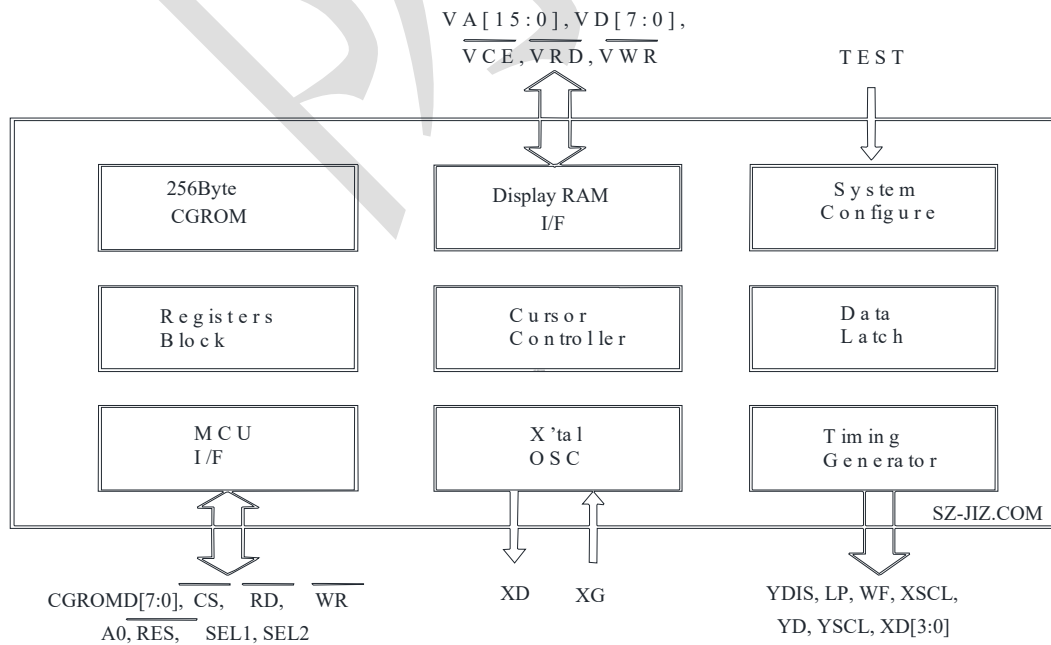 VA[15:0], VD[7:0],
VCE, VRD, VWR
TEST
256Byte
CGROM
Display RAM
I/F
System
Configure
Registers
Block
Cursor
Controller
Data
Latch
MCU
I/F
X'tal
OSC
Timing
Generator
SZ-JIZ.COM
CGROMD[7:0], CS, RD, WR
A0, RES, SEL1, SEL2
XD
XG
YDIS, LP, WF, XSCL,
YD, YSCL, XD[3:0]